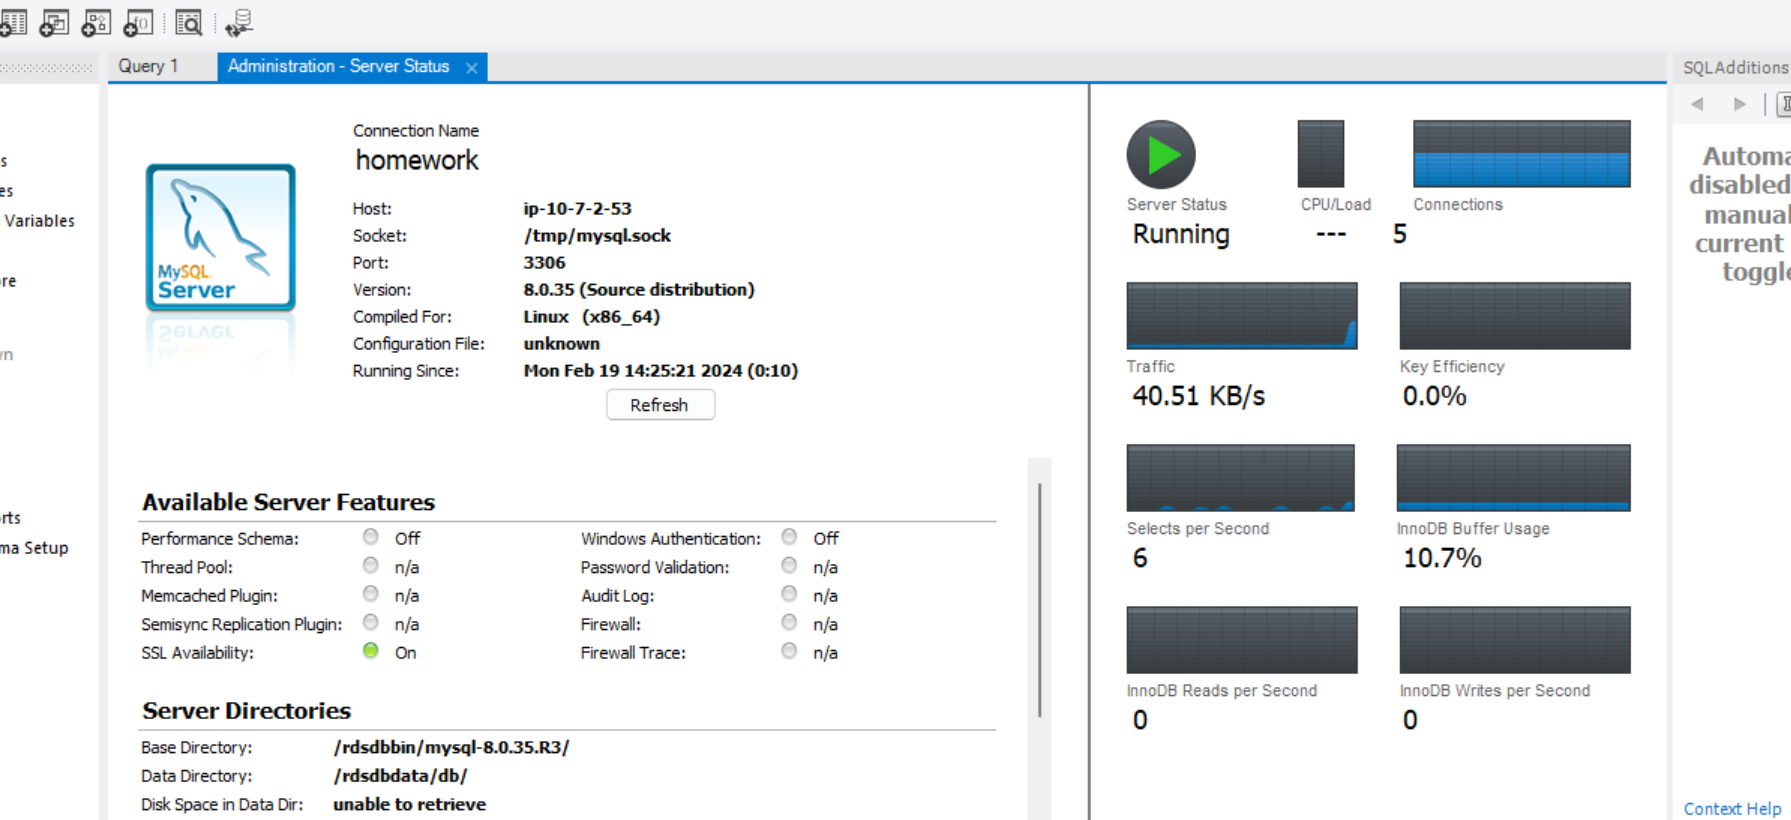 Query 1
Administration - Server Status
SQLAdditions
Connection Name
homework
Host: ip-10-7-2-53
Socket: /tmp/mysql.sock
Port: 3306
Version: 8.0.35 (Source distribution)
Compiled For: Linux (x86_64)
Configuration File: unknown
Running Since: Mon Feb 19 14:25:21 2024 (0:10)
Refresh
MySQL
Server
Variables
Setup
Available Server Features
Performance Schema: Off Windows Authentication: Off
Thread Pool: n/a Password Validation: n/a
Memcached Plugin: n/a Audit Log: n/a
Semisync Replication Plugin: n/a Firewall: n/a
SSL Availability: On Firewall Trace: n/a
Server Directories
Base Directory: /rdsdbbin/mysql-8.0.35.R3/
Data Directory: /rdsdbdata/db/
Disk Space in Data Dir: unable to retrieve
Server Status CPU/Load Connections
Running --- 5
Traffic Key Efficiency
40.51 KB/s 0.0%
Selects per Second InnoDB Buffer Usage
6 10.7%
InnoDB Reads per Second InnoDB Writes per Second
0 0
Automa
disabled
manual
current
toggle
Context Help